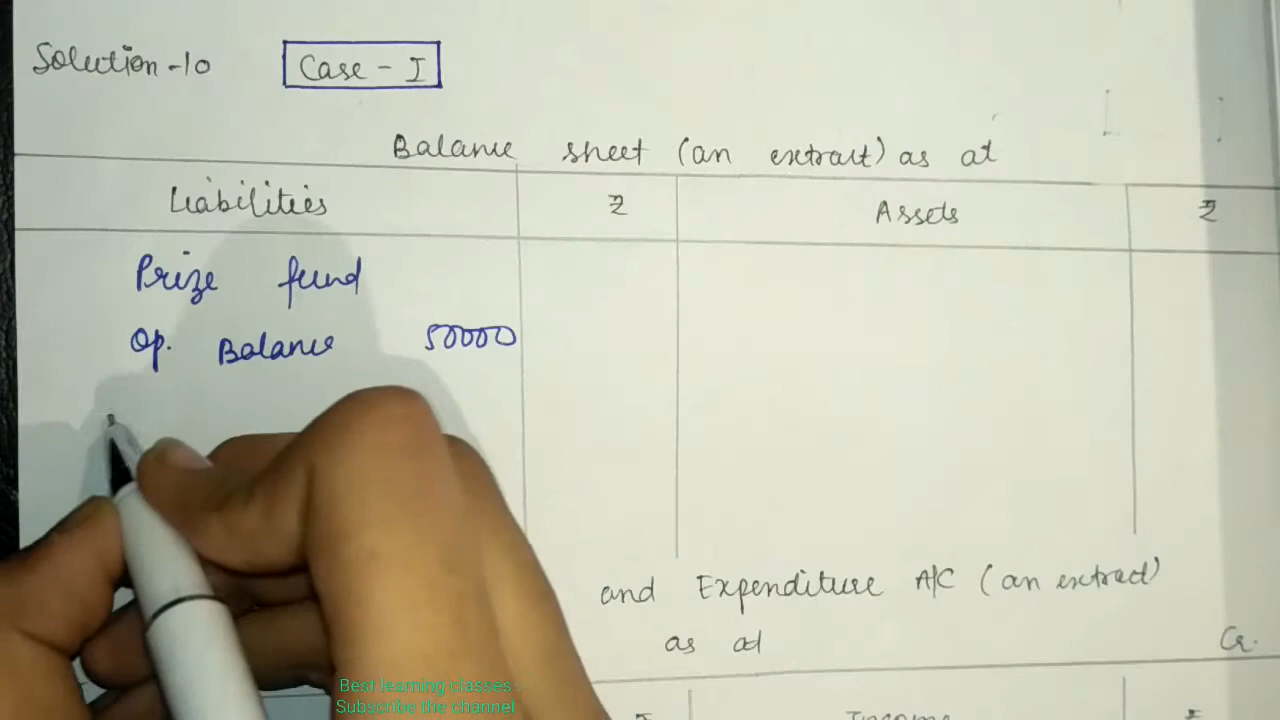 Solution-10 Case - I
Balance sheet (an extract) as at
Liabilities ₹ Assets ₹
Prize fund
Op. Balance 50000
and Expenditure A/C (an extract)
as at Cr.
₹ Income ₹
Best learning classes
Subscribe the channel